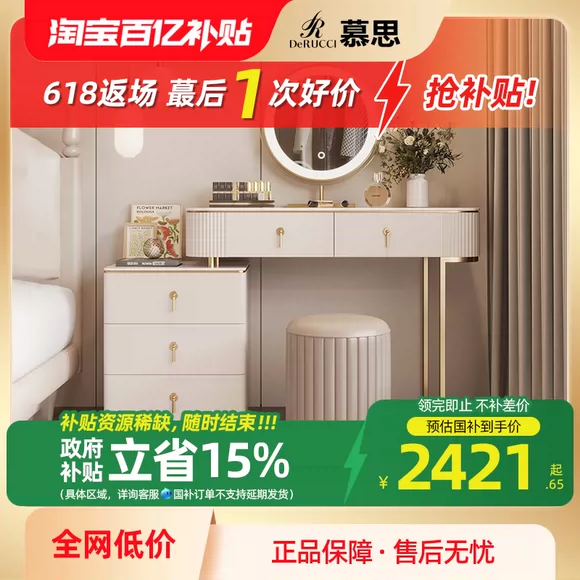 淘宝百亿补贴
DeRUCCI 慕思
618返场 蕞后1次好价
抢补贴!
FLOWER MARKET
补贴资源稀缺,随时结束!!!
政府补贴 立省15%
(具体区域,详询客服 国补订单不支持延期发货)
领完即止 不补差价
预估国补到手价
¥2421.65起
全网低价
正品保障·售后无忧